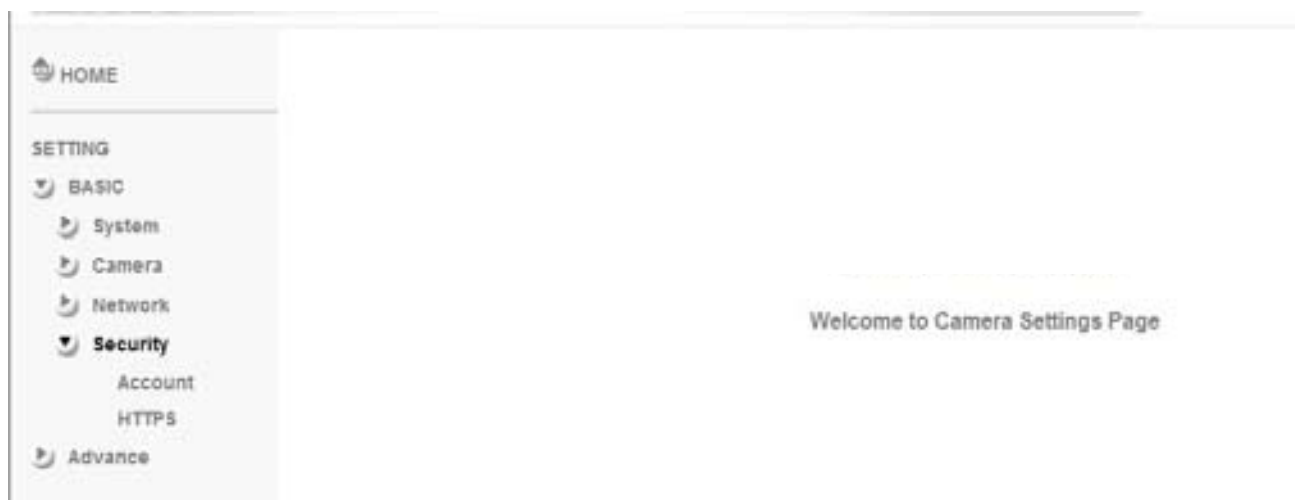 HOME
SETTING
BASIC
System
Camera
Network
Security
Account
HTTPS
Advance
Welcome to Camera Settings Page